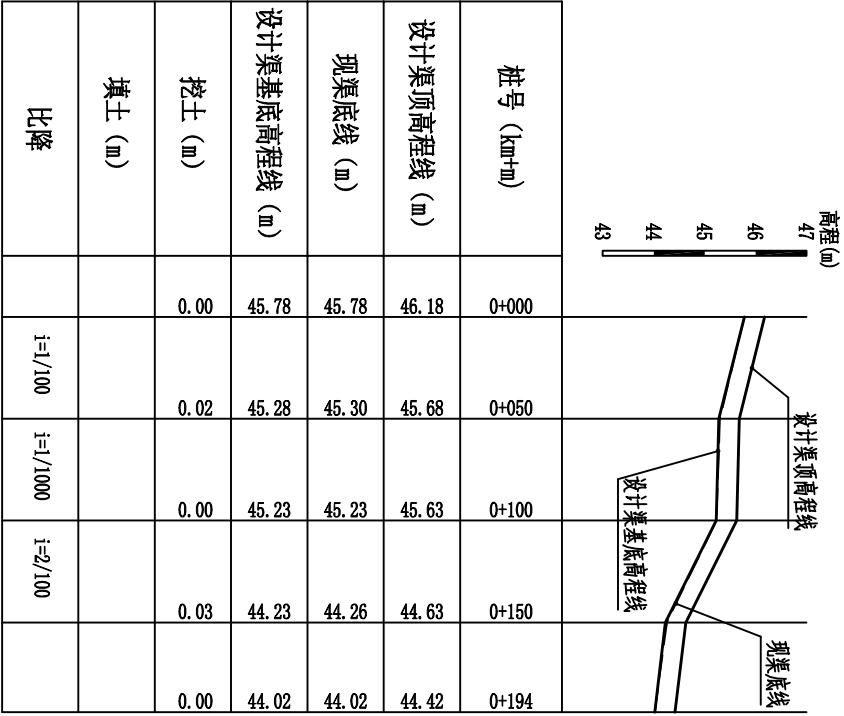 高程(m)
47
46
45
44
43
设计渠顶高程线
设计渠基底高程线
现渠底线
桩号(km+m) 0+000 0+050 0+100 0+150 0+194
设计渠顶高程线(m) 46.18 45.68 45.63 44.63 44.42
现渠底线(m) 45.78 45.30 45.23 44.26 44.02
设计渠基底高程线(m) 45.78 45.28 45.23 44.23 44.02
挖土(m) 0.00 0.02 0.00 0.03 0.00
填土(m)
比降 i=1/100 i=1/1000 i=2/100